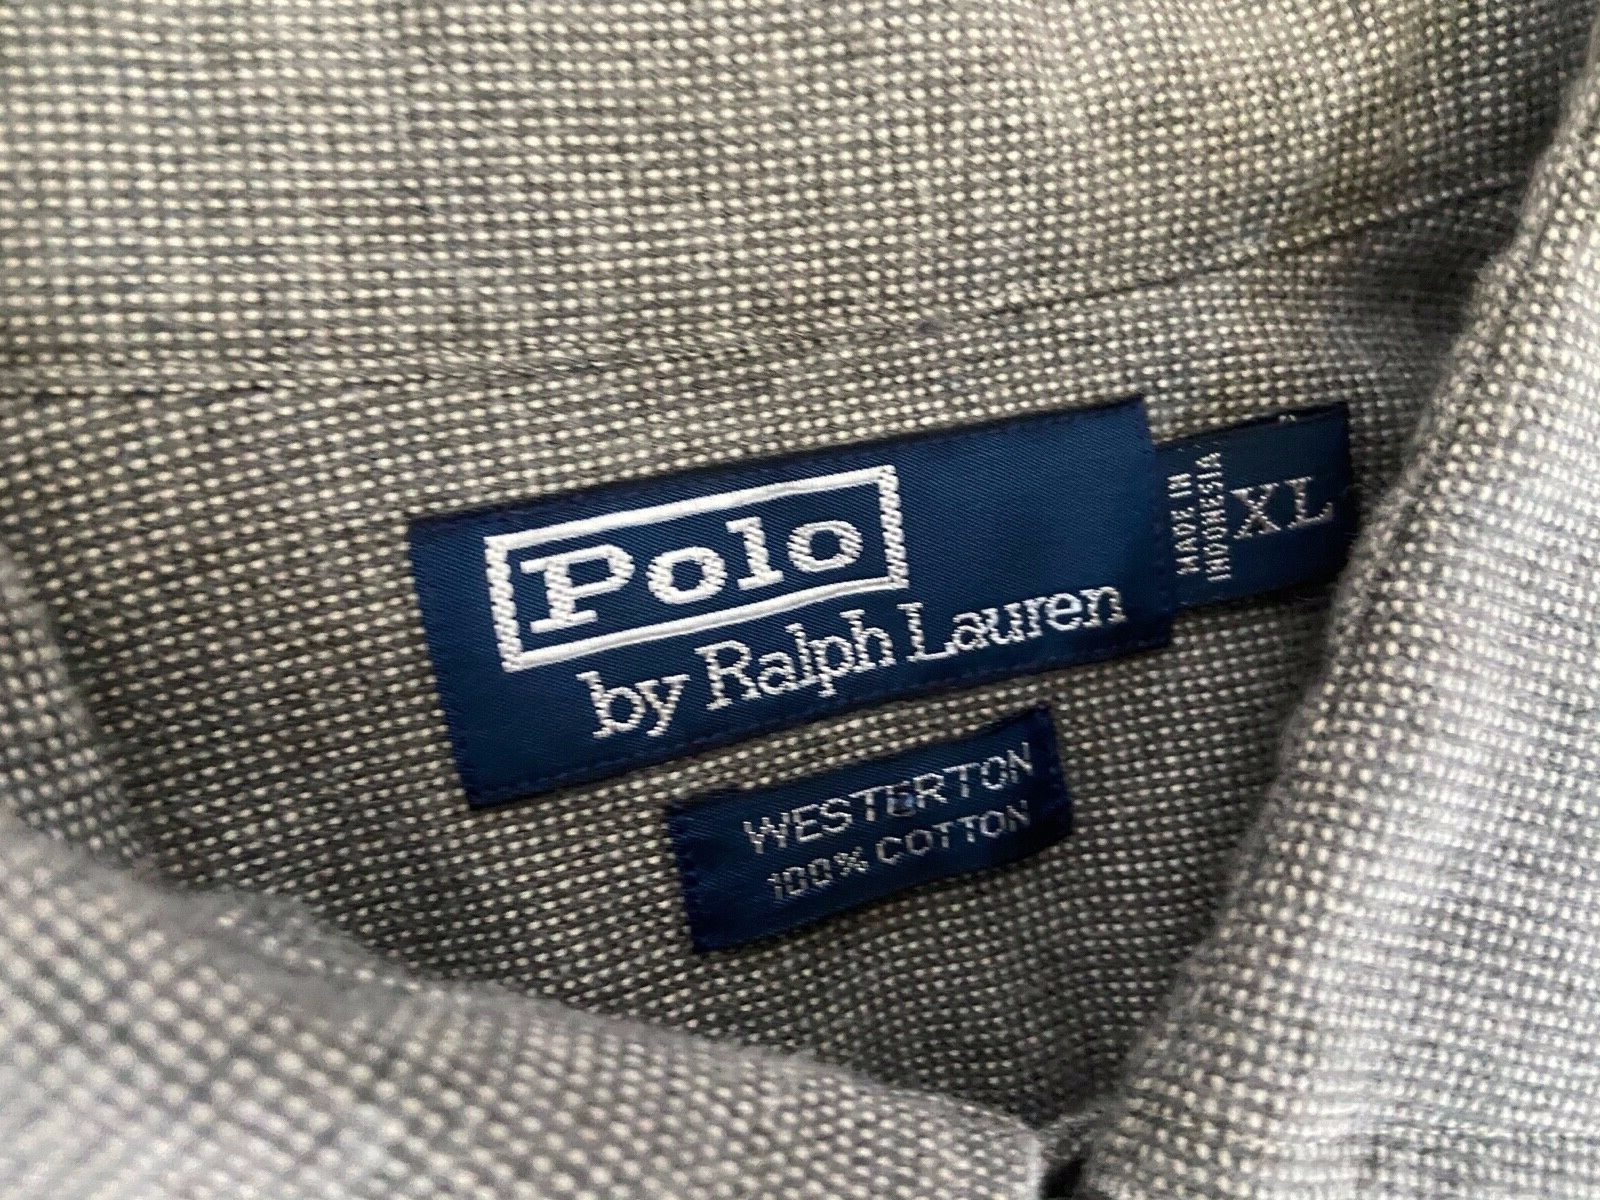 Polo
by Ralph Lauren
MADE IN
INDONESIA
XL
WESTERTON
100% COTTON